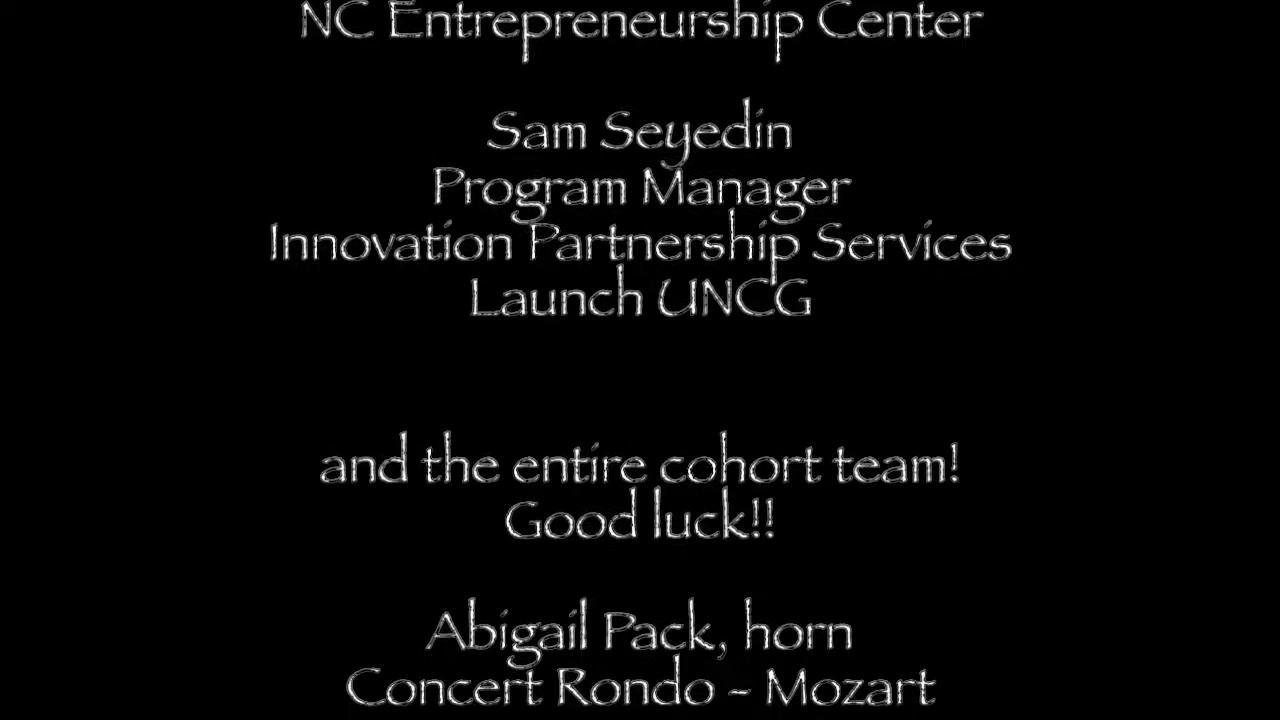 NC Entrepreneurship Center
Sam Seyedin
Program Manager
Innovation Partnership Services
Launch UNCG
and the entire cohort team!
Good luck!!
Abigail Pack, horn
Concert Rondo - Mozart